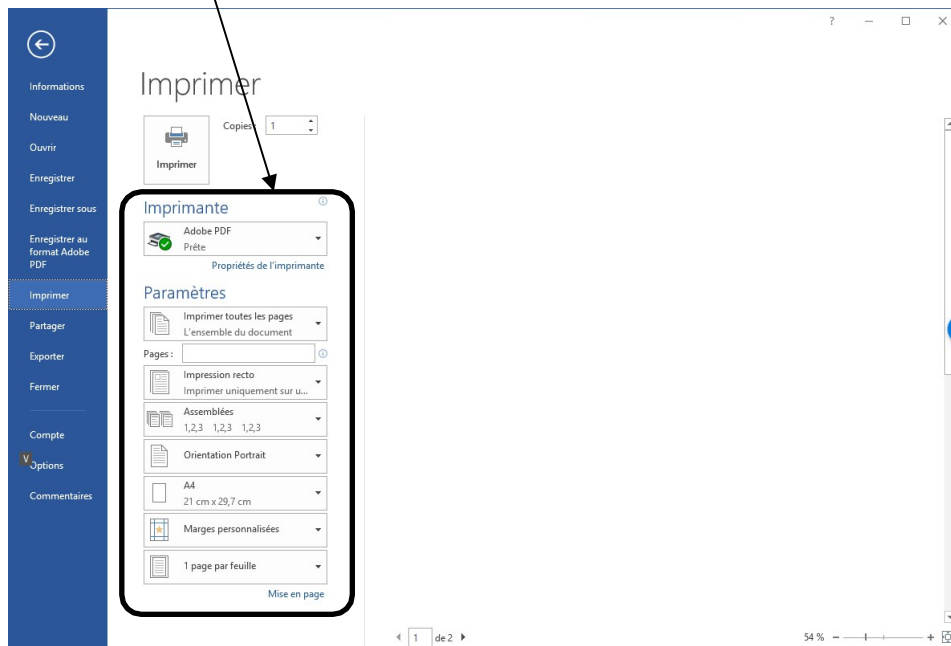 ?
Informations
Nouveau
Ouvrir
Enregistrer
Enregistrer sous
Enregistrer au
format Adobe
PDF
Imprimer
Partager
Exporter
Fermer
Compte
V
Options
Commentaires
Imprimer
Imprimer
Copies : 1
Imprimante
Adobe PDF
Prête
Propriétés de l'imprimante
Paramètres
Imprimer toutes les pages
L'ensemble du document
Pages :
Impression recto
Imprimer uniquement sur u...
Assemblées
1,2,3 1,2,3 1,2,3
Orientation Portrait
A4
21 cm x 29,7 cm
Marges personnalisées
1 page par feuille
Mise en page
1 de 2
54 % - +